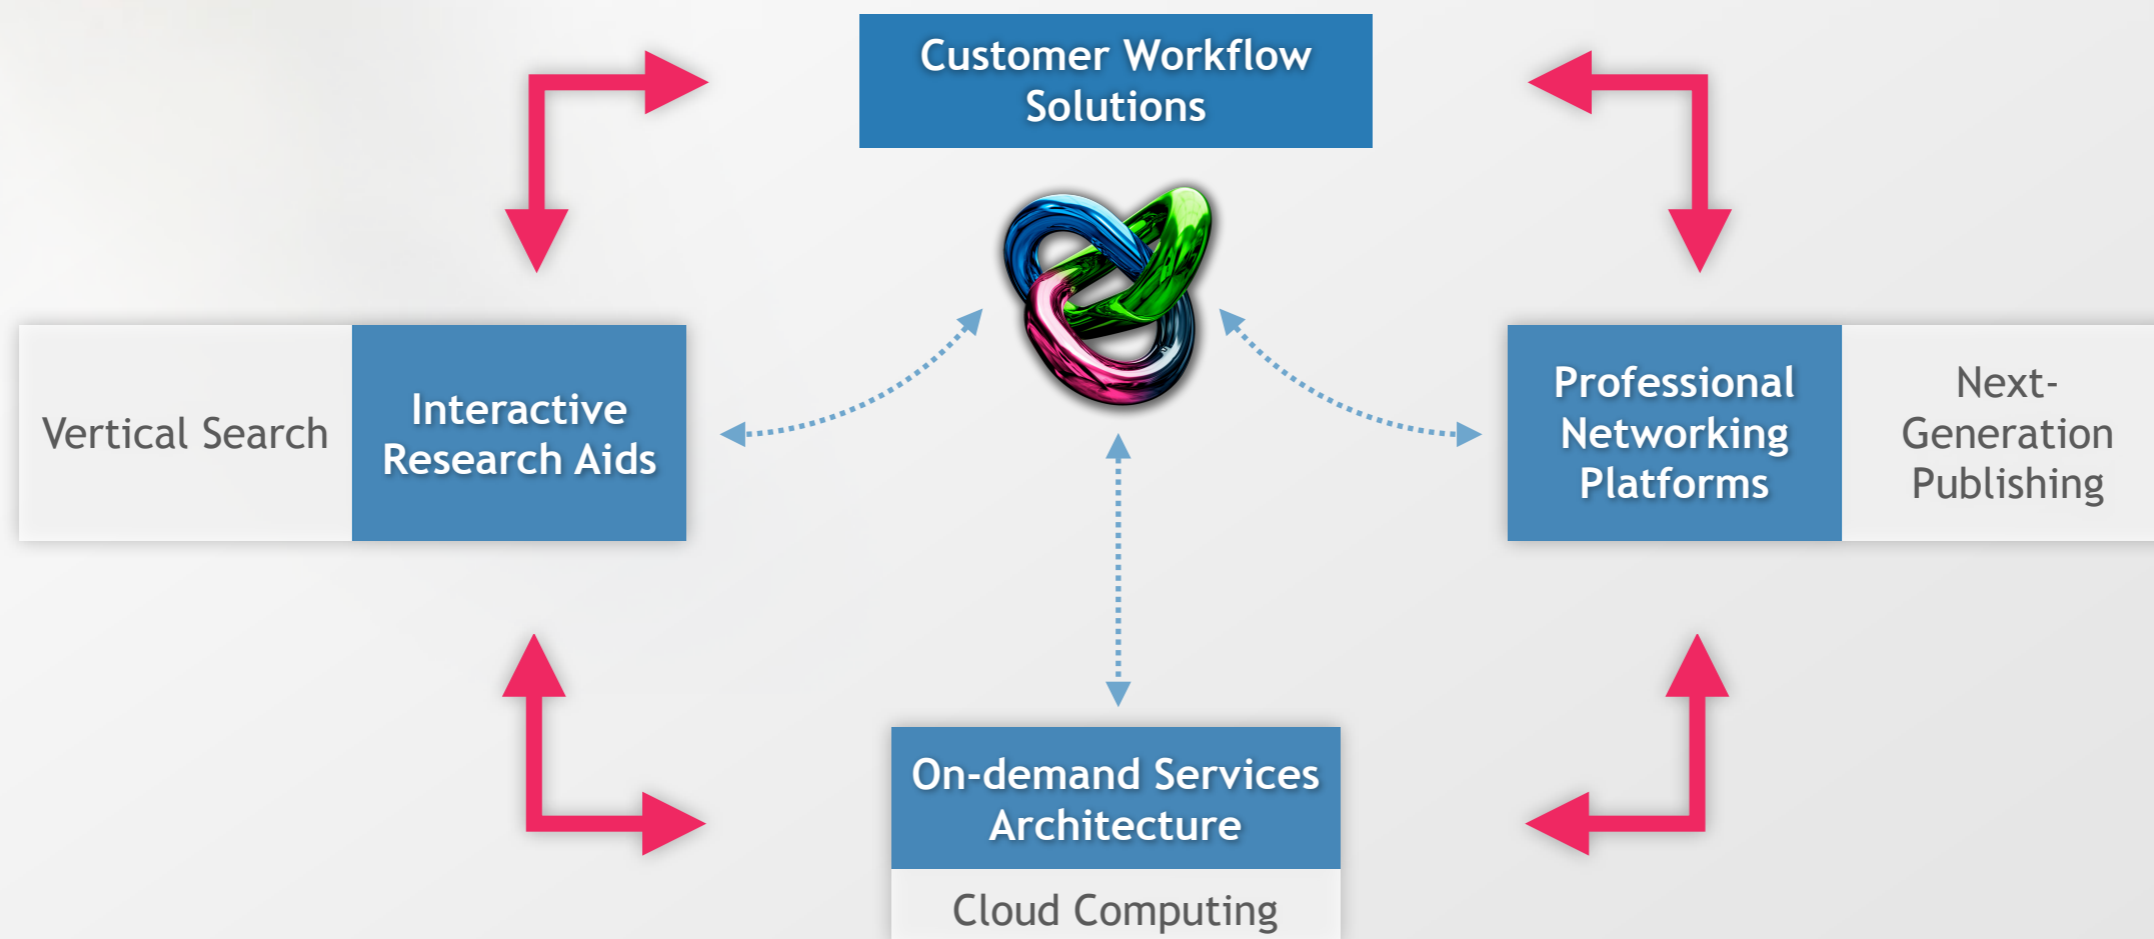 Customer Workflow
Solutions
Vertical Search
Interactive
Research Aids
Professional
Networking
Platforms
Next-
Generation
Publishing
On-demand Services
Architecture
Cloud Computing